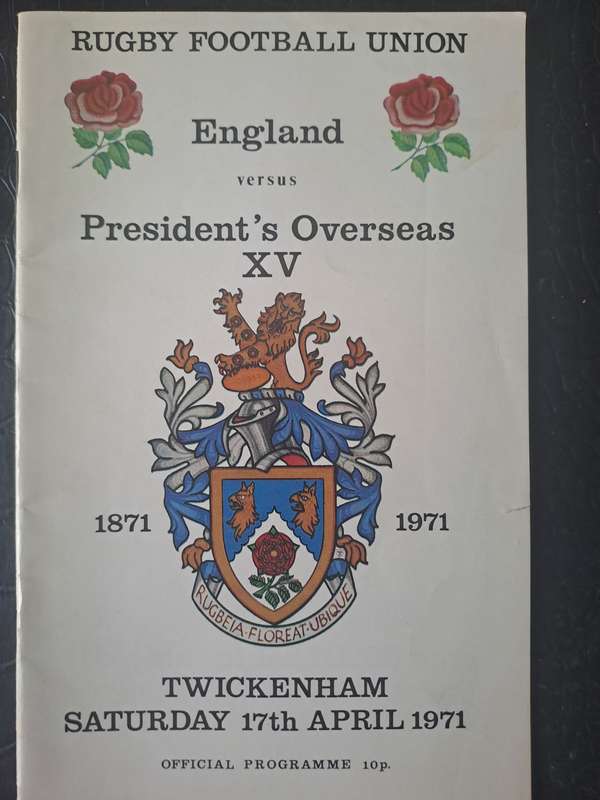 RUGBY FOOTBALL UNION
England
versus
President's Overseas
XV
1871 1971
RUGBEIA·FLOREAT·UBIQUE
TWICKENHAM
SATURDAY 17th APRIL 1971
OFFICIAL PROGRAMME 10p.